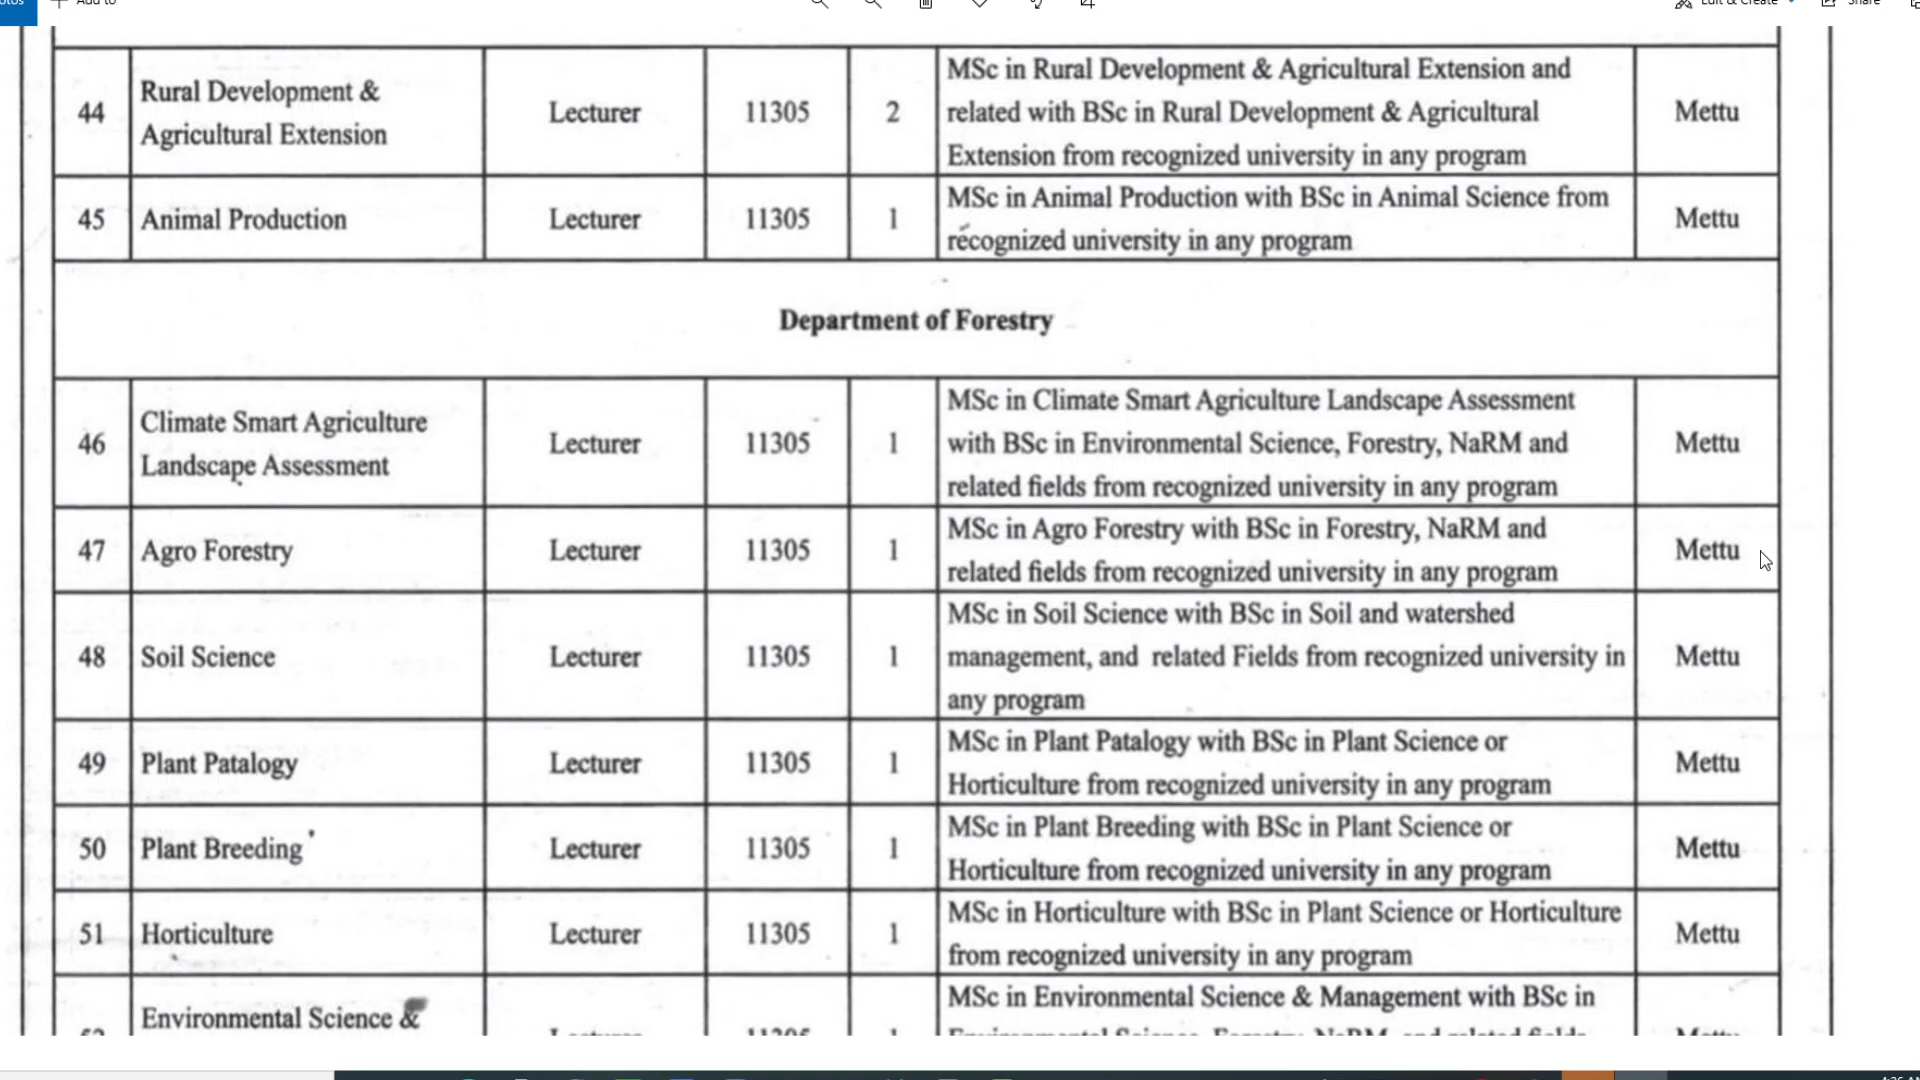 Add to
Edit & Create
Share
44
Rural Development &
Agricultural Extension
Lecturer
11305
2
MSc in Rural Development & Agricultural Extension and
related with BSc in Rural Development & Agricultural
Extension from recognized university in any program
Mettu
45
Animal Production
Lecturer
11305
1
MSc in Animal Production with BSc in Animal Science from
recognized university in any program
Mettu
Department of Forestry
46
Climate Smart Agriculture
Landscape Assessment
Lecturer
11305
1
MSc in Climate Smart Agriculture Landscape Assessment
with BSc in Environmental Science, Forestry, NaRM and
related fields from recognized university in any program
Mettu
47
Agro Forestry
Lecturer
11305
1
MSc in Agro Forestry with BSc in Forestry, NaRM and
related fields from recognized university in any program
Mettu
48
Soil Science
Lecturer
11305
1
MSc in Soil Science with BSc in Soil and watershed
management, and related Fields from recognized university in
any program
Mettu
49
Plant Patalogy
Lecturer
11305
1
MSc in Plant Patalogy with BSc in Plant Science or
Horticulture from recognized university in any program
Mettu
50
Plant Breeding
Lecturer
11305
1
MSc in Plant Breeding with BSc in Plant Science or
Horticulture from recognized university in any program
Mettu
51
Horticulture
Lecturer
11305
1
MSc in Horticulture with BSc in Plant Science or Horticulture
from recognized university in any program
Mettu
Environmental Science &
Lecturer
11305
1
MSc in Environmental Science & Management with BSc in
Environmental Science, Forestry, NaRM, and related fields
Mettu